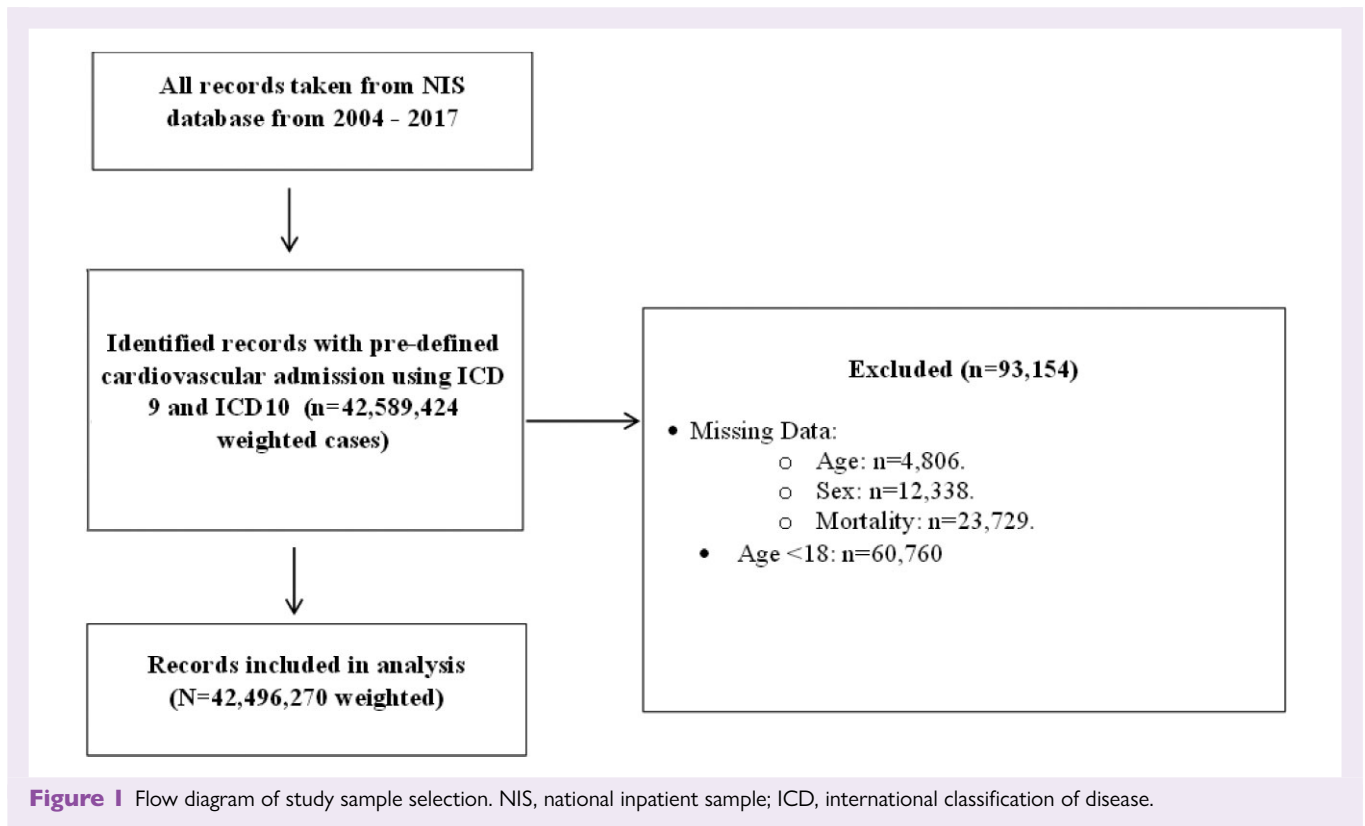 All records taken from NIS
database from 2004 - 2017
Identified records with pre-defined
cardiovascular admission using ICD
9 and ICD10 (n=42,589,424
weighted cases)
Excluded (n=93,154)
• Missing Data:
o Age: n=4,806.
o Sex: n=12,338.
o Mortality: n=23,729.
• Age <18: n=60,760
Records included in analysis
(N=42,496,270 weighted)
Figure 1 Flow diagram of study sample selection. NIS, national inpatient sample; ICD, international classification of disease.